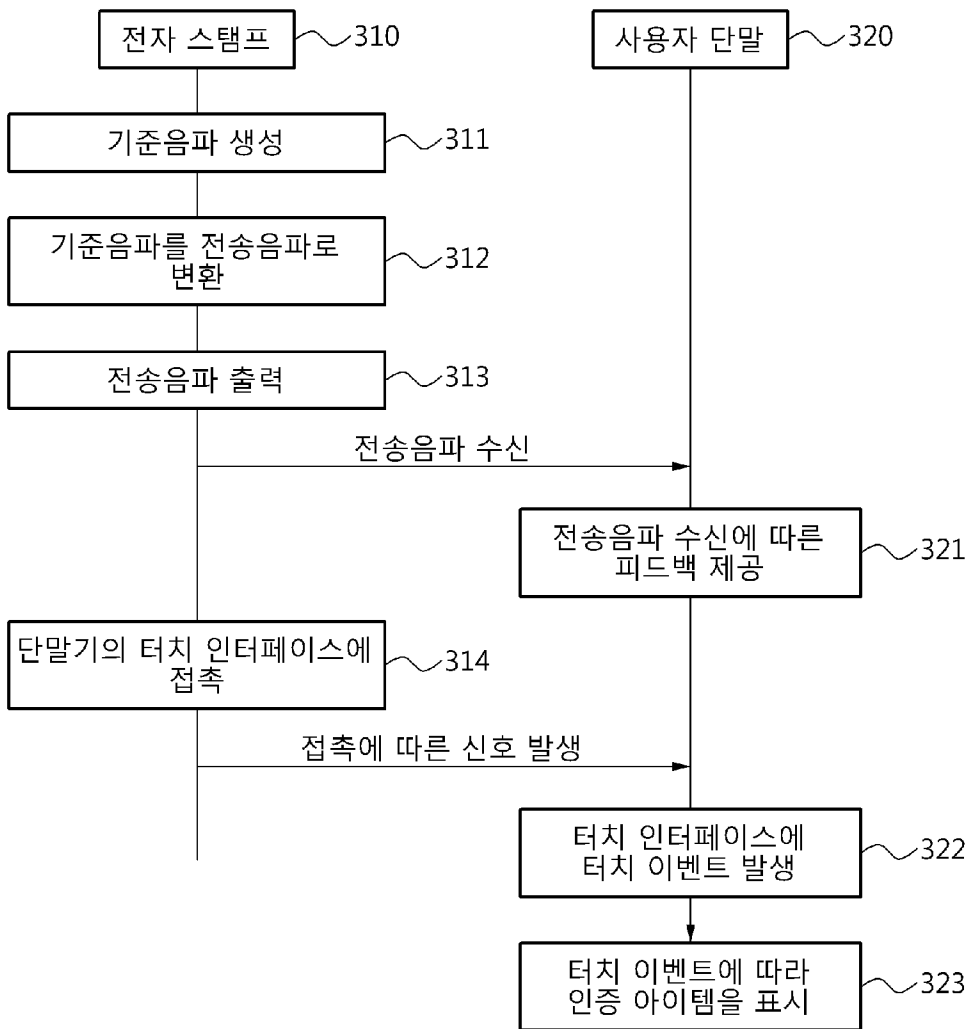 전자 스탬프
310
사용자 단말
320
기준음파 생성
311
기준음파를 전송음파로
변환
312
전송음파 출력
313
전송음파 수신
전송음파 수신에 따른
피드백 제공
321
단말기의 터치 인터페이스에
접촉
314
접촉에 따른 신호 발생
터치 인터페이스에
터치 이벤트 발생
322
터치 이벤트에 따라
인증 아이템을 표시
323